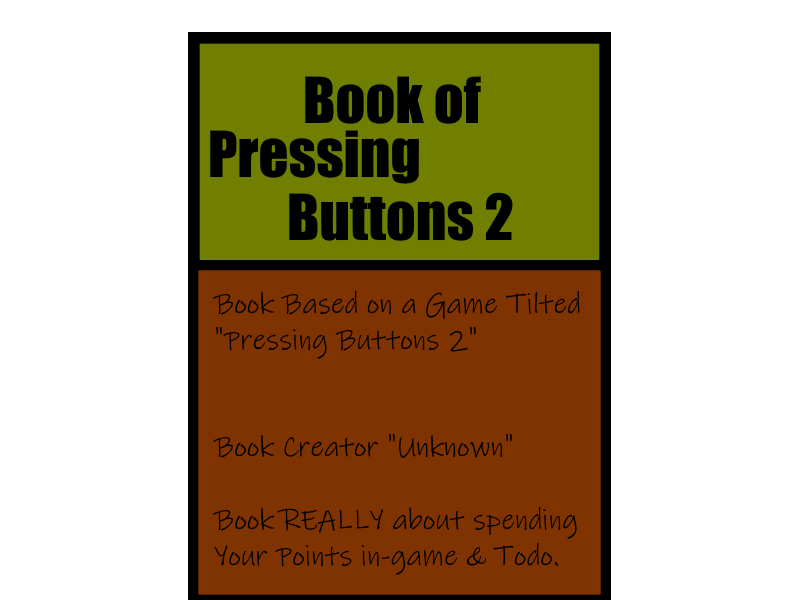 Book of
Pressing
Buttons 2
Book Based on a Game Tilted
"Pressing Buttons 2"
Book Creator "Unknown"
Book REALLY about spending
Your Points in-game & Todo.